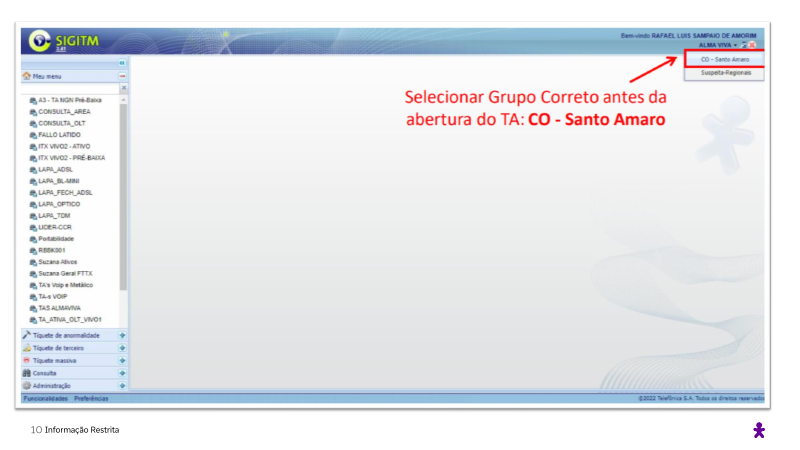 SIGITM
3.01
Bem-vindo RAFAEL LUIS SAMPAIO DE AMORIM
ALMA VIVA
CO - Santo Amaro
Suspeita-Regionais
Meu menu
Selecionar Grupo Correto antes da
abertura do TA: CO - Santo Amaro
A3 - TA NGN Pré-Baixa
CONSULTA_AREA
CONSULTA_OLT
FALLO LATIDO
ITX VIVO2 - ATIVO
ITX VIVO2 - PRÉ-BAIXA
LAPA_ADSL
LAPA_BL-MINI
LAPA_FECH_ADSL
LAPA_OPTICO
LAPA_TDM
LIDER-CCR
Portabilidade
RBBK001
Suzana Ativos
Suzana Geral FTTX
TA's Voip e Metálico
TA-s VOIP
TAS ALMAVIVA
TA_ATIVA_OLT_VIVO1
Tíquete de anormalidade
Tíquete de terceiro
Tíquete massiva
Consulta
Administração
Funcionalidades Preferências
©2022 Telefônica S.A. Todos os direitos reservados
10 Informação Restrita